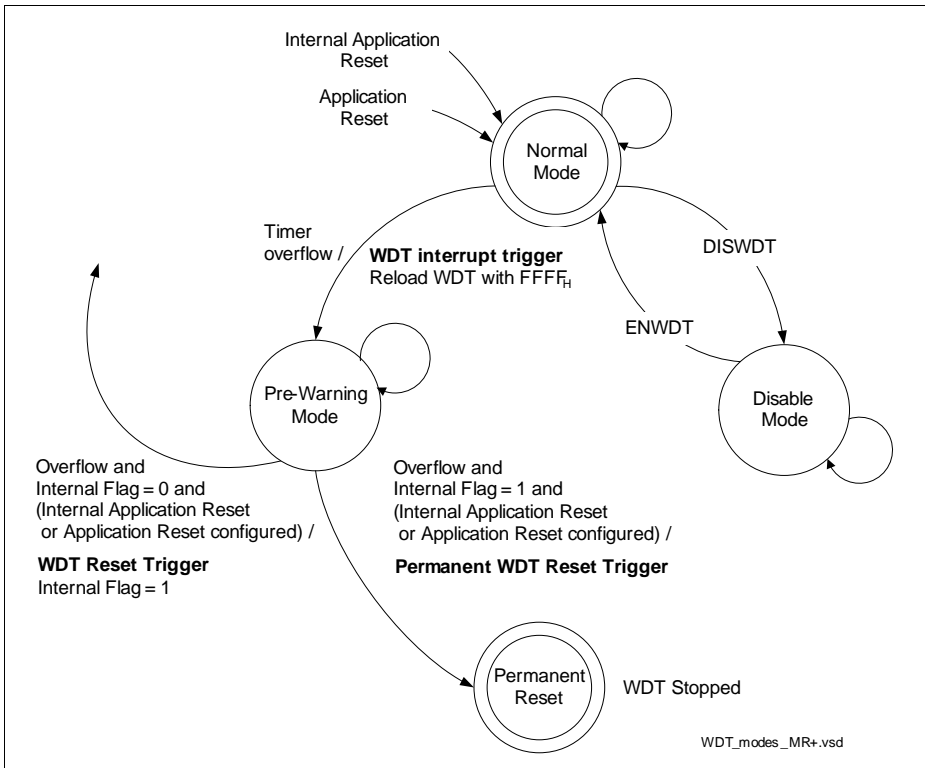 Internal Application
Reset
Application
Reset
Normal
Mode
Timer
overflow /
WDT interrupt trigger
Reload WDT with FFFFH
DISWDT
ENWDT
Pre-Warning
Mode
Disable
Mode
Overflow and
Internal Flag = 0 and
(Internal Application Reset
or Application Reset configured) /
WDT Reset Trigger
Internal Flag = 1
Overflow and
Internal Flag = 1 and
(Internal Application Reset
or Application Reset configured) /
Permanent WDT Reset Trigger
Permanent
Reset
WDT Stopped
WDT_modes_MR+.vsd